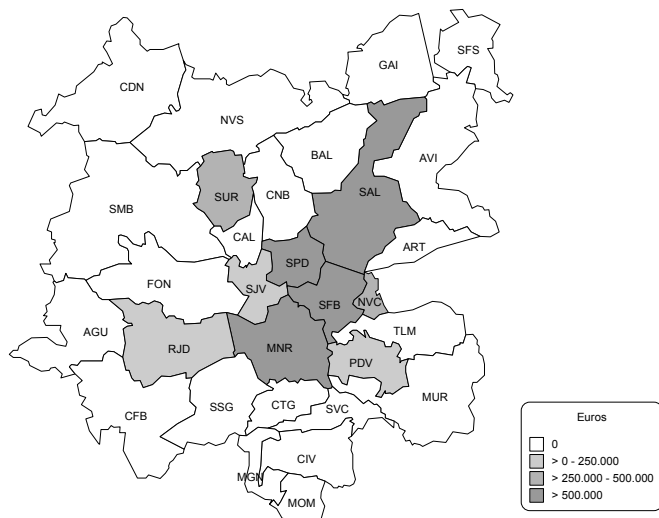 SFS
GAI
CDN
NVS
BAL
AVI
SAL
SUR
CNB
SMB
CAL
ART
SPD
FON
SJV
SFB
NVC
AGU
TLM
RJD
MNR
PDV
MUR
CFB
SSG
CTG
SVC
CIV
MGN
MOM
Euros
0
> 0 - 250.000
> 250.000 - 500.000
> 500.000